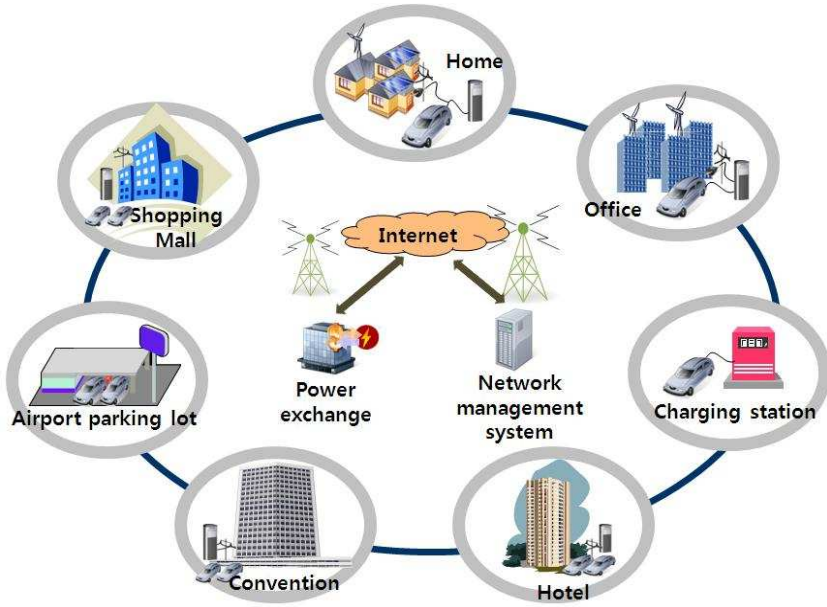 Home
Shopping
Mall
Office
Internet
Power
exchange
Network
management
system
Airport parking lot
Charging station
Convention
Hotel